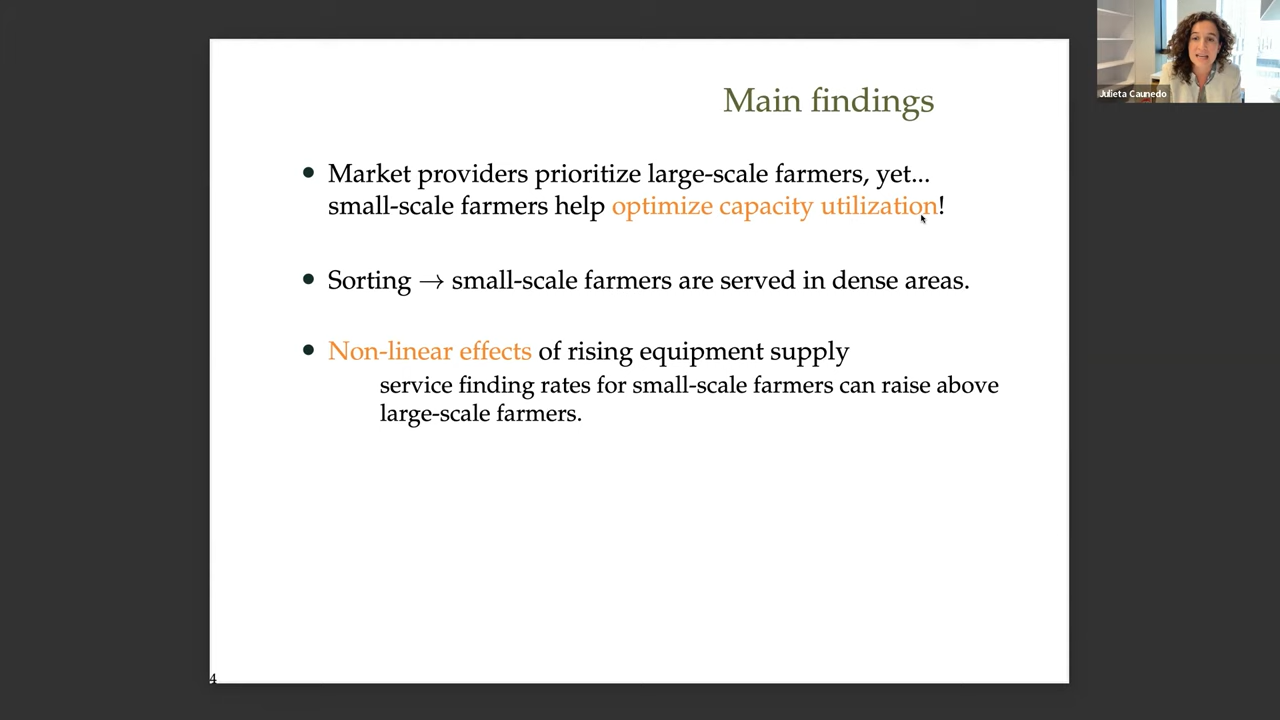 Main findings
• Market providers prioritize large-scale farmers, yet...
small-scale farmers help optimize capacity utilization!
• Sorting → small-scale farmers are served in dense areas.
• Non-linear effects of rising equipment supply
service finding rates for small-scale farmers can raise above
large-scale farmers.
4
Julieta Caunedo